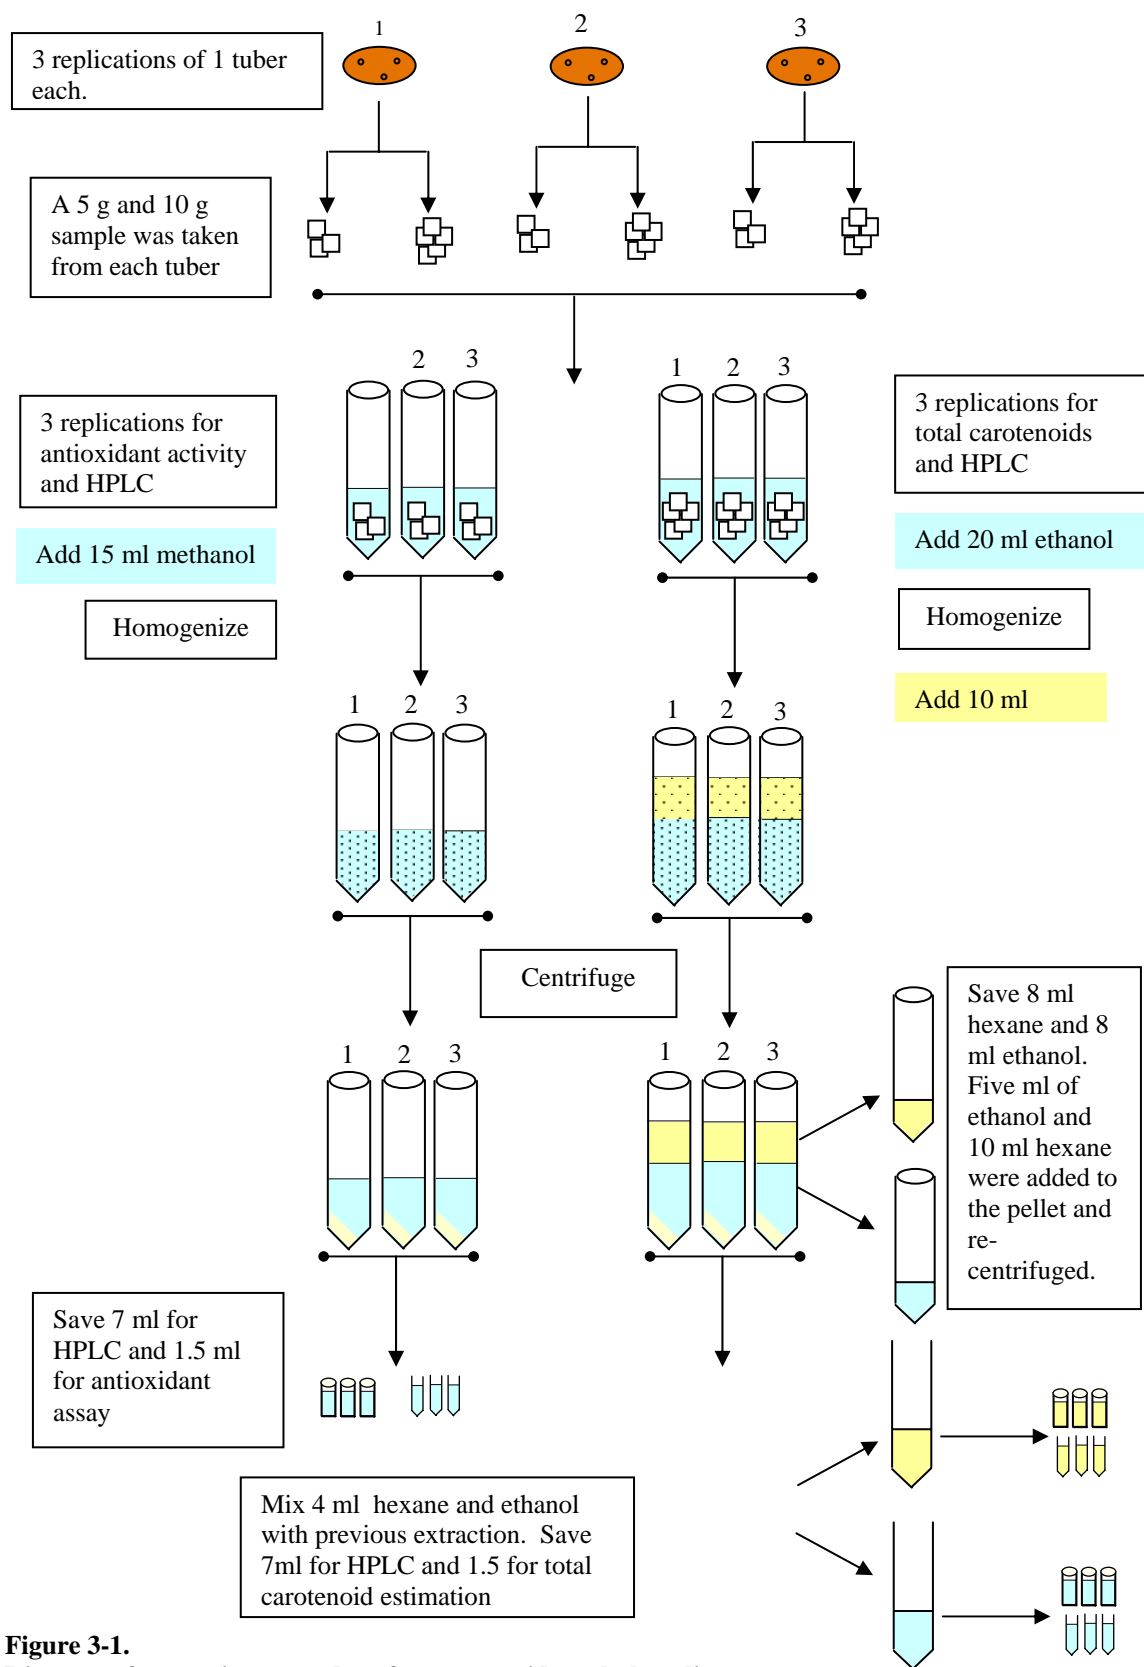 1
2
3
3 replications of 1 tuber
each.
A 5 g and 10 g
sample was taken
from each tuber
2
3
1
2
3
3 replications for
antioxidant activity
and HPLC
3 replications for
total carotenoids
and HPLC
Add 15 ml methanol
Add 20 ml ethanol
Homogenize
Homogenize
Add 10 ml
1
2
3
1
2
3
Centrifuge
1
2
3
1
2
3
Save 8 ml
hexane and 8
ml ethanol.
Five ml of
ethanol and
10 ml hexane
were added to
the pellet and
re-
centrifuged.
Save 7 ml for
HPLC and 1.5 ml
for antioxidant
assay
Mix 4 ml  hexane and ethanol
with previous extraction.  Save
7ml for HPLC and 1.5 for total
carotenoid estimation
Figure 3-1.